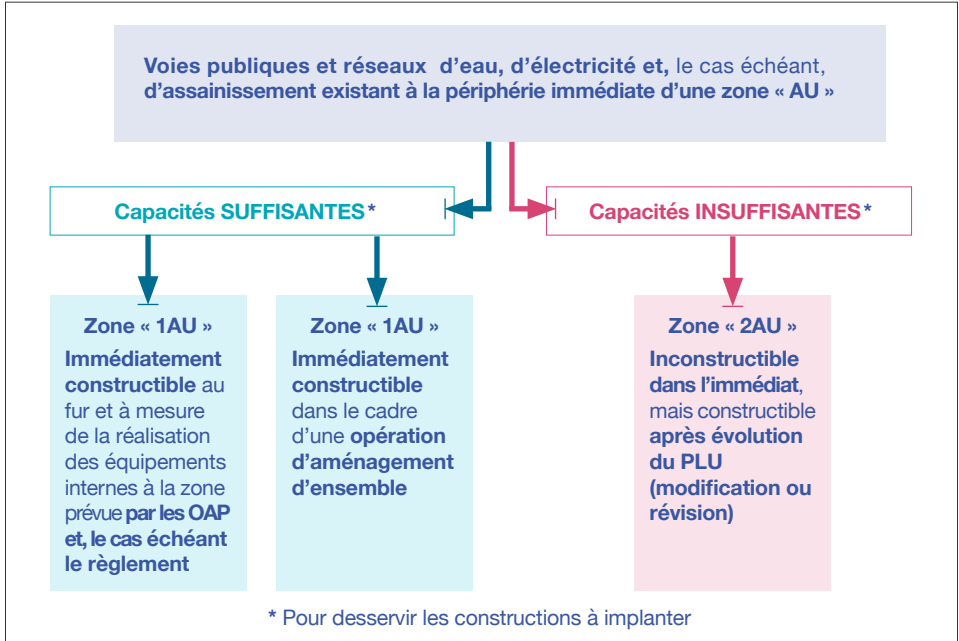 Voies publiques et réseaux d'eau, d'électricité et, le cas échéant,
d'assainissement existant à la périphérie immédiate d'une zone « AU »
Capacités SUFFISANTES*
Capacités INSUFFISANTES*
Zone « 1AU »
Immédiatement
constructible au
fur et à mesure
de la réalisation
des équipements
internes à la zone
prévue par les OAP
et, le cas échéant
le règlement
Zone « 1AU »
Immédiatement
constructible
dans le cadre
d'une opération
d'aménagement
d'ensemble
Zone « 2AU »
Inconstructible
dans l'immédiat,
mais constructible
après évolution
du PLU
(modification ou
révision)
* Pour desservir les constructions à implanter